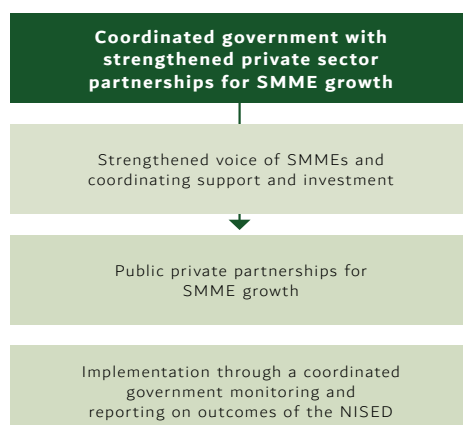 Coordinated government with
strengthened private sector
partnerships for SMME growth
Strengthened voice of SMMEs and
coordinating support and investment
Public private partnerships for
SMME growth
Implementation through a coordinated
government monitoring and
reporting on outcomes of the NISED